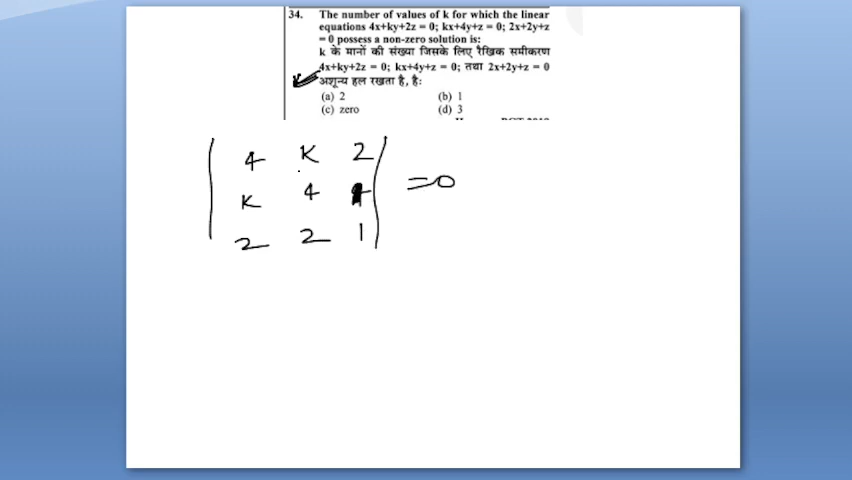 34. The number of values of k for which the linear
equations 4x+ky+2z = 0; kx+4y+z = 0; 2x+2y+z
= 0 possess a non-zero solution is:
k के मानों की संख्या जिसके लिए रैखिक समीकरण
4x+ky+2z = 0; kx+4y+z = 0; तथा 2x+2y+z = 0
अशून्य हल रखता है, है:
(a) 2 (b) 1
(c) zero (d) 3
4 K 2
K 4 1 =0
2 2 1